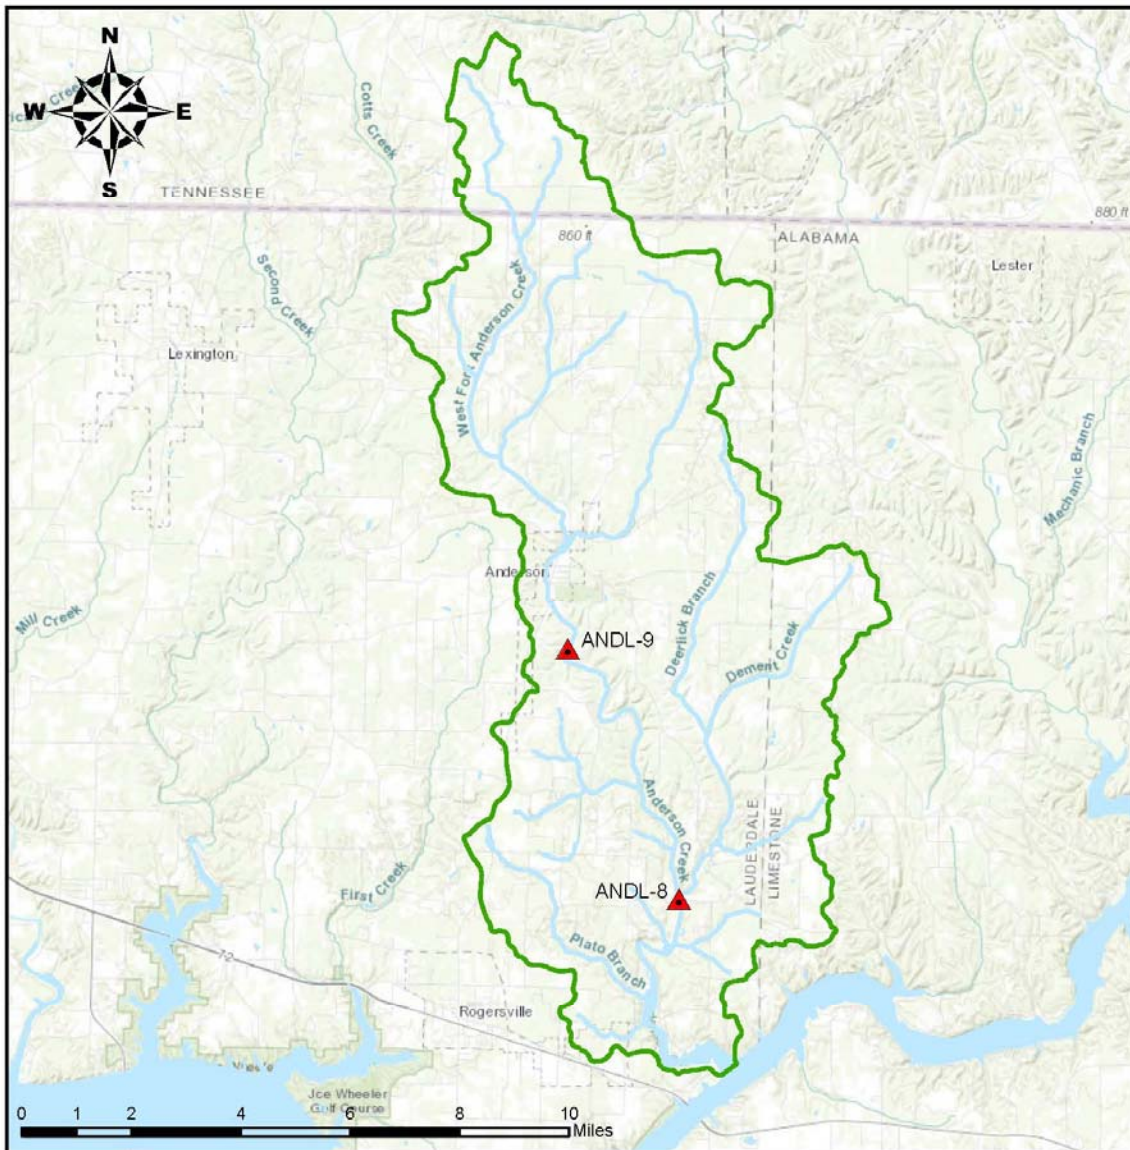 N
W
E
S
Creek
Cotts Creek
TENNESSEE
880 ft
860 ft
ALABAMA
Lester
Second Creek
West Fork Anderson Creek
Lexington
Mechanic Branch
Anderson
Mill Creek
ANDL-9
Deerlick Branch
Dement Creek
Anderson Creek
LAUDERDALE
LIMESTONE
First Creek
ANDL-8
Plato Branch
72
Rogersville
Joe Wheeler
Golf Course
0 2 4 6 8 10
Miles